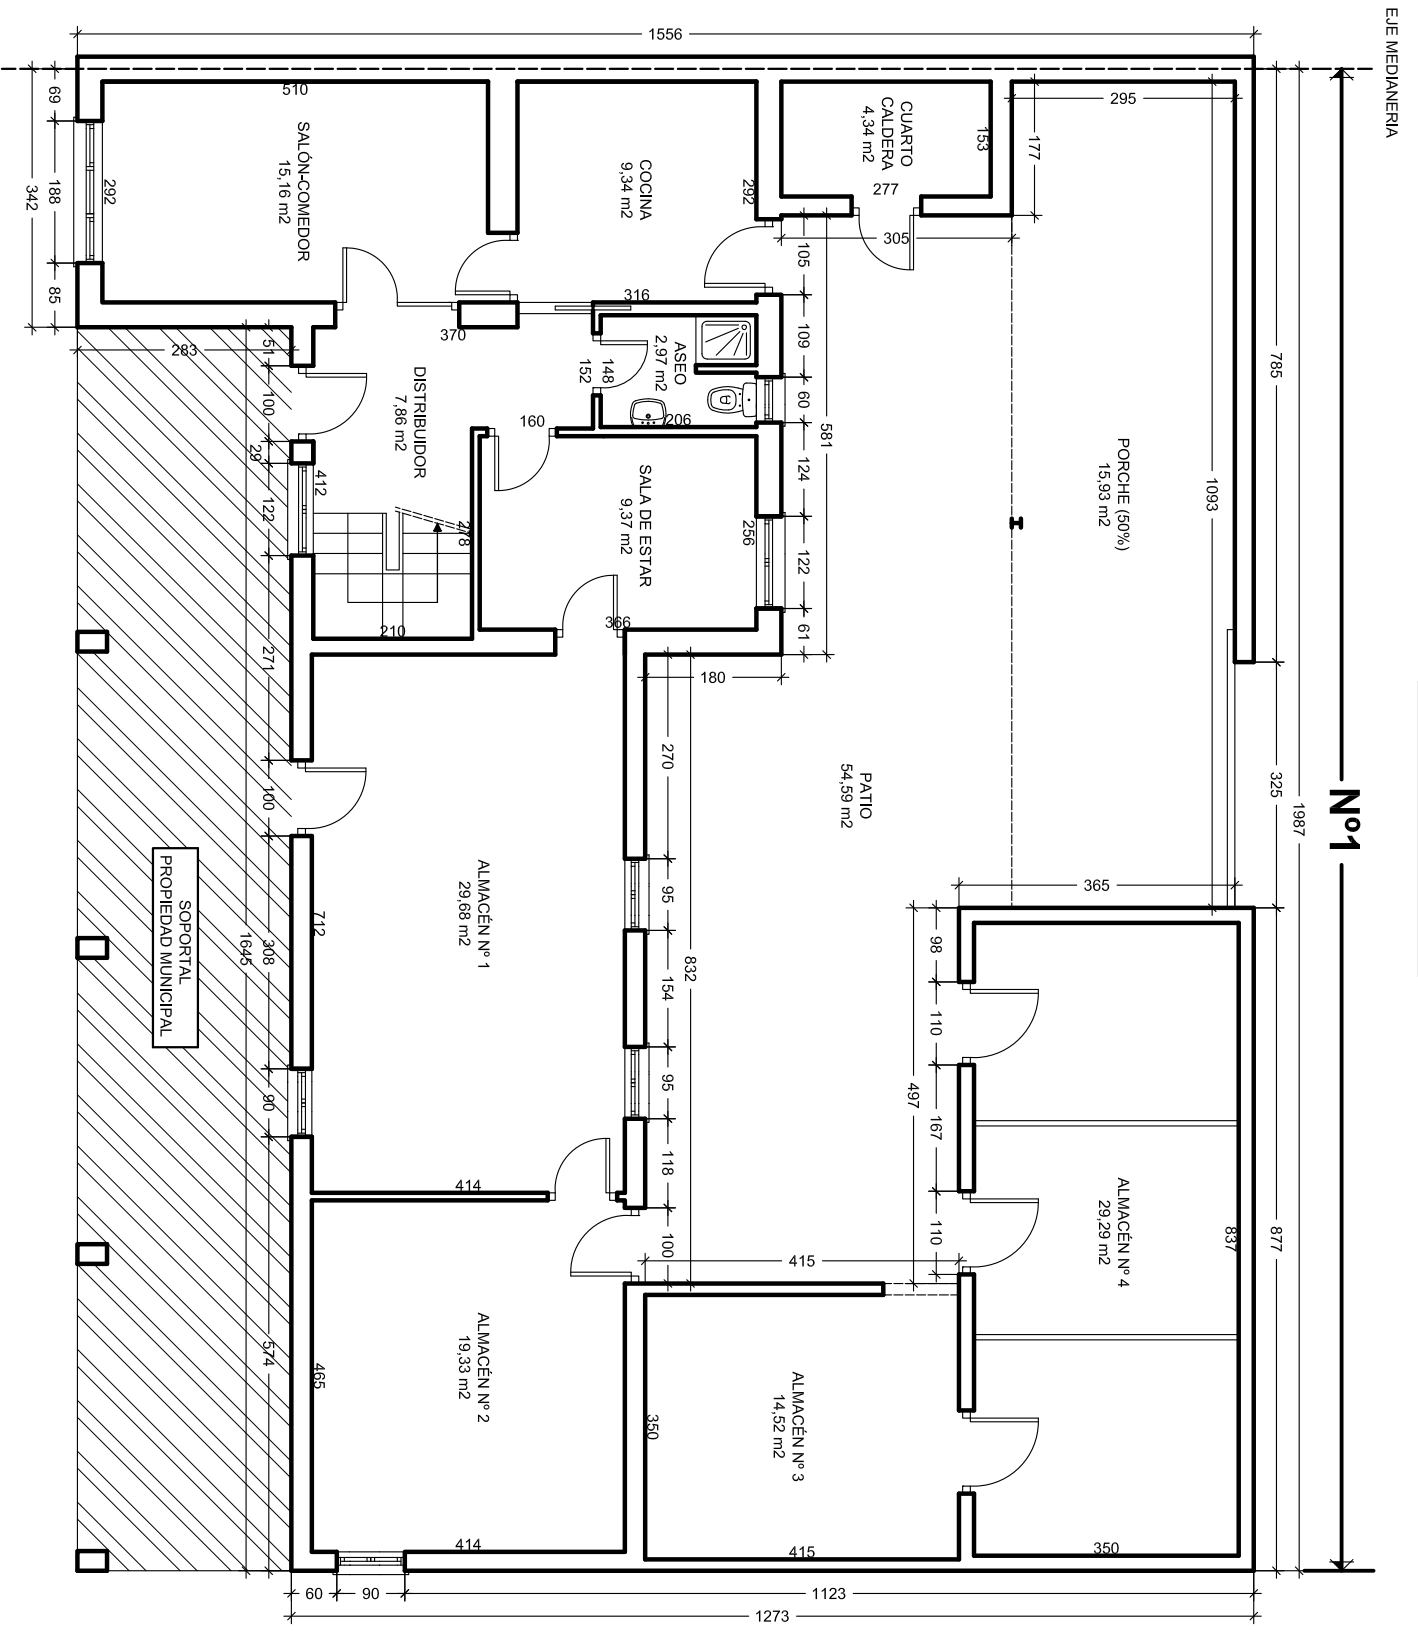 EJE MEDIANERIA
Nº1
1556
342
69
188
85
510
292
SALÓN-COMEDOR
15,16 m2
COCINA
9,34 m2
292
316
CUARTO
CALDERA
4,34 m2
153
277
177
295
305
785
325
1987
877
1093
PORCHE (50%)
15,93 m2
105
109
60
124
122
61
581
ASEO
2,97 m2
148
152
206
370
160
DISTRIBUIDOR
7,86 m2
412
278
210
283
51
100
29
122
271
100
308
90
574
1645
SALA DE ESTAR
9,37 m2
256
366
180
270
95
154
95
118
100
832
PATIO
54,59 m2
365
98
110
167
110
497
415
SOPORTAL
PROPIEDAD MUNICIPAL
ALMACÉN Nº 1
29,68 m2
712
414
ALMACÉN Nº 2
19,33 m2
465
414
ALMACÉN Nº 3
14,52 m2
350
415
ALMACÉN Nº 4
29,29 m2
837
350
60
90
1123
1273